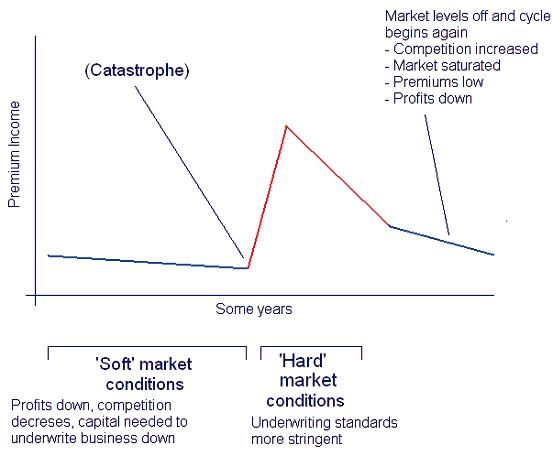 Market levels off and cycle
begins again
- Competition increased
- Market saturated
- Premiums low
- Profits down
(Catastrophe)
Premium Income
Some years
'Soft' market
conditions
Profits down, competition
decreses, capital needed to
underwrite business down
'Hard'
market
conditions
Underwriting standards
more stringent